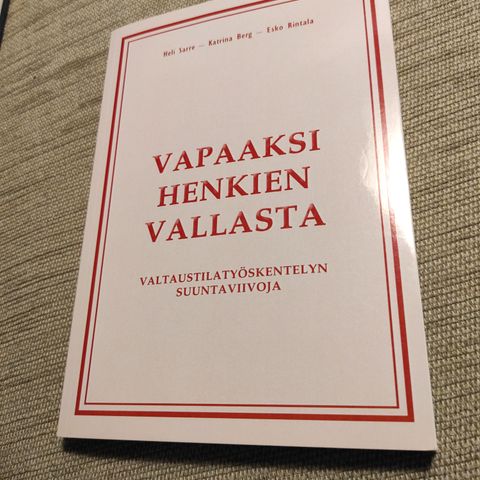 Heli Sarre — Katrina Berg — Esko Rintala
VAPAAKSI
HENKIEN
VALLASTA
VALTAUSTILATYÖSKENTELYN
SUUNTAVIIVOJA